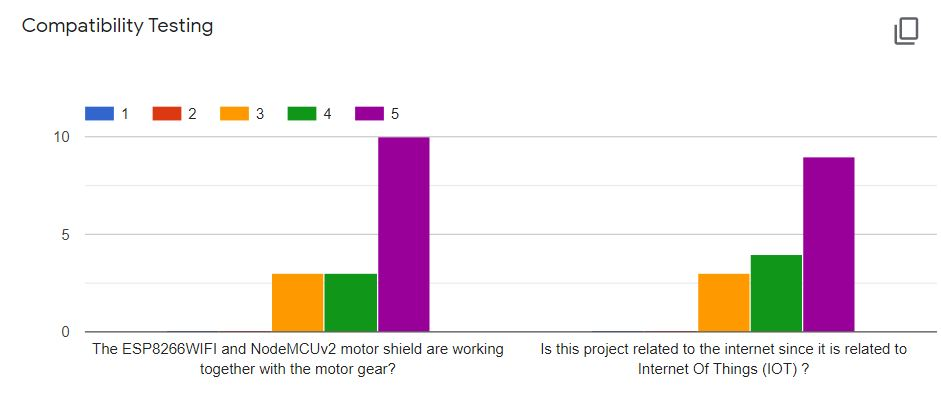 Compatibility Testing
1 2 3 4 5
10
5
0
The ESP8266WIFI and NodeMCUv2 motor shield are working
together with the motor gear?
Is this project related to the internet since it is related to
Internet Of Things (IOT) ?